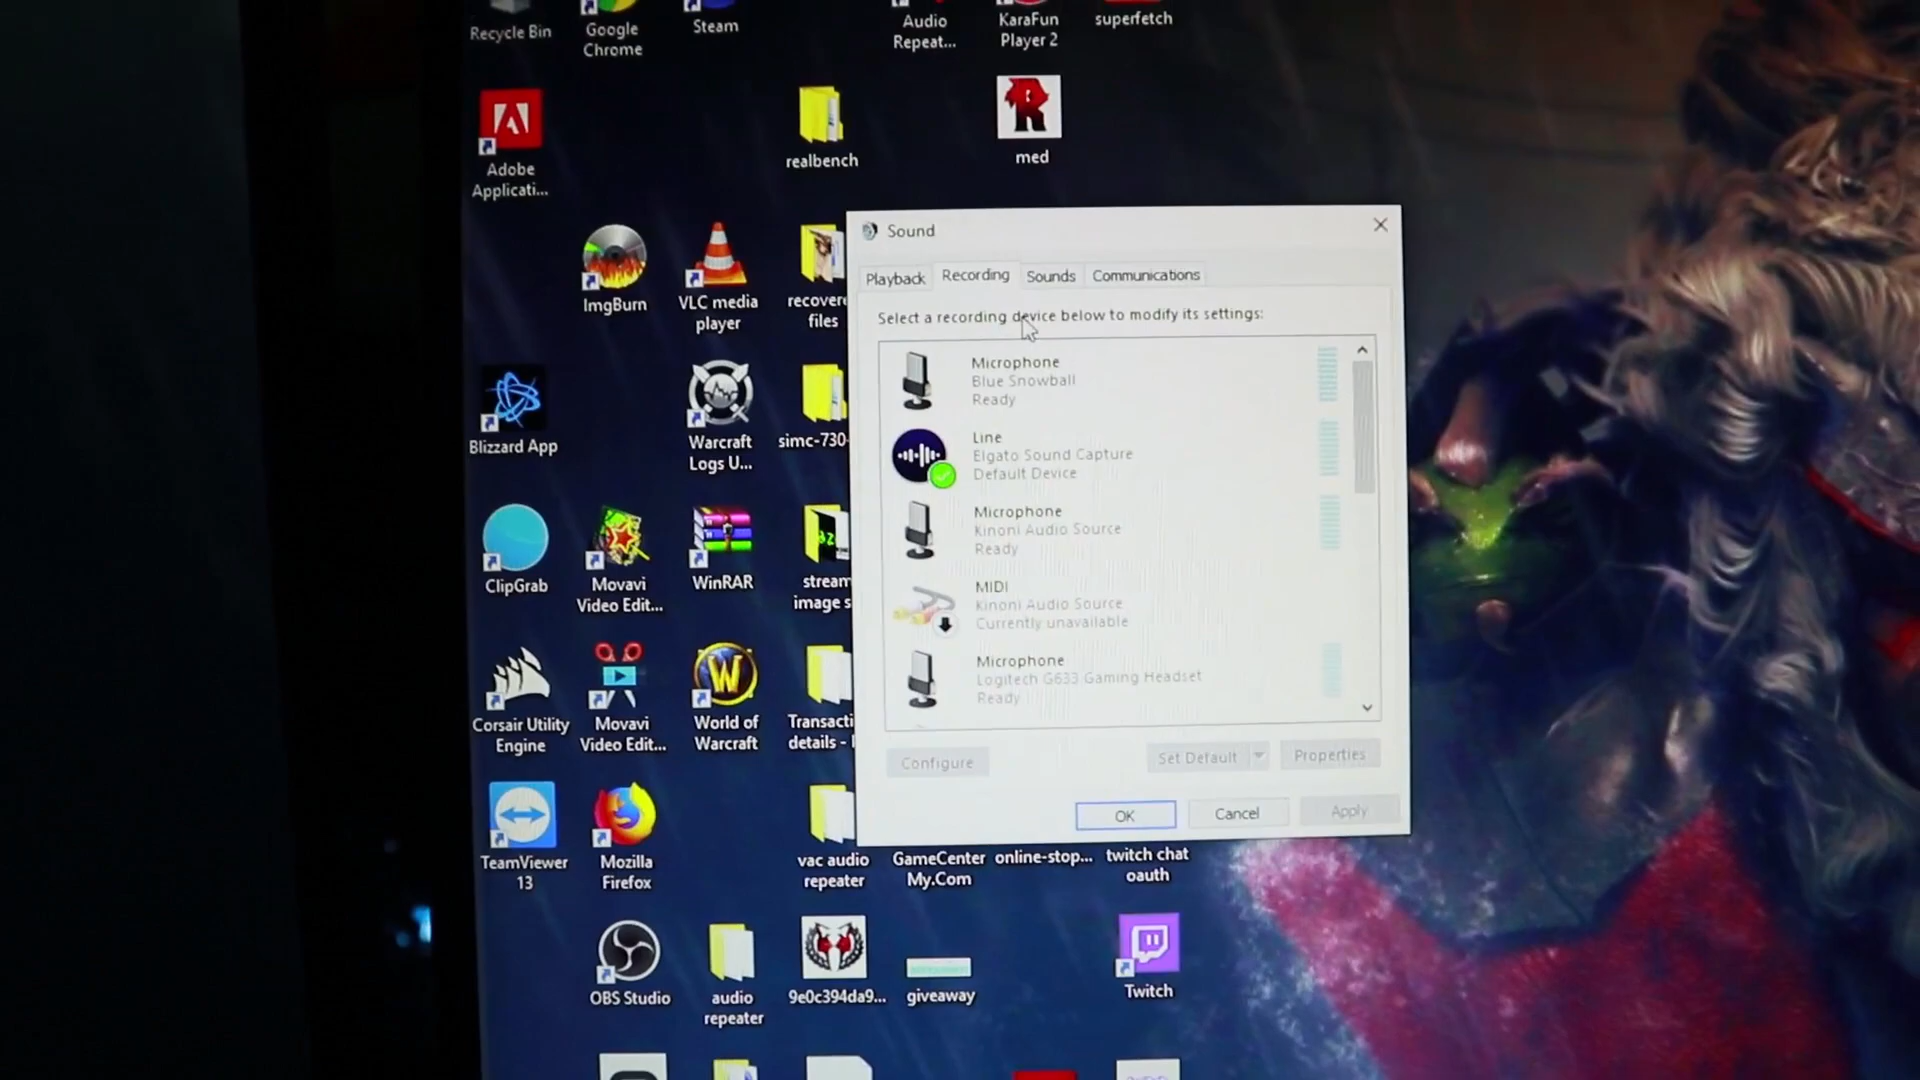 Recycle Bin
Google
Chrome
Steam
Audio
Repeat...
KaraFun
Player 2
superfetch
Adobe
Applicati...
realbench
med
ImgBurn
VLC media
player
recovere
files
Blizzard App
Warcraft
Logs U...
simc-730-
ClipGrab
Movavi
Video Edit...
WinRAR
stream
image s
Corsair Utility
Engine
Movavi
Video Edit...
World of
Warcraft
Transacti
details -
TeamViewer
13
Mozilla
Firefox
vac audio
repeater
GameCenter
My.Com
online-stop...
twitch chat
oauth
OBS Studio
audio
repeater
9e0c394da9...
giveaway
Twitch
Sound
Playback
Recording
Sounds
Communications
Select a recording device below to modify its settings:
Microphone
Blue Snowball
Ready
Line
Elgato Sound Capture
Default Device
Microphone
Kinoni Audio Source
Ready
MIDI
Kinoni Audio Source
Currently unavailable
Microphone
Logitech G633 Gaming Headset
Ready
Configure
Set Default
Properties
OK
Cancel
Apply